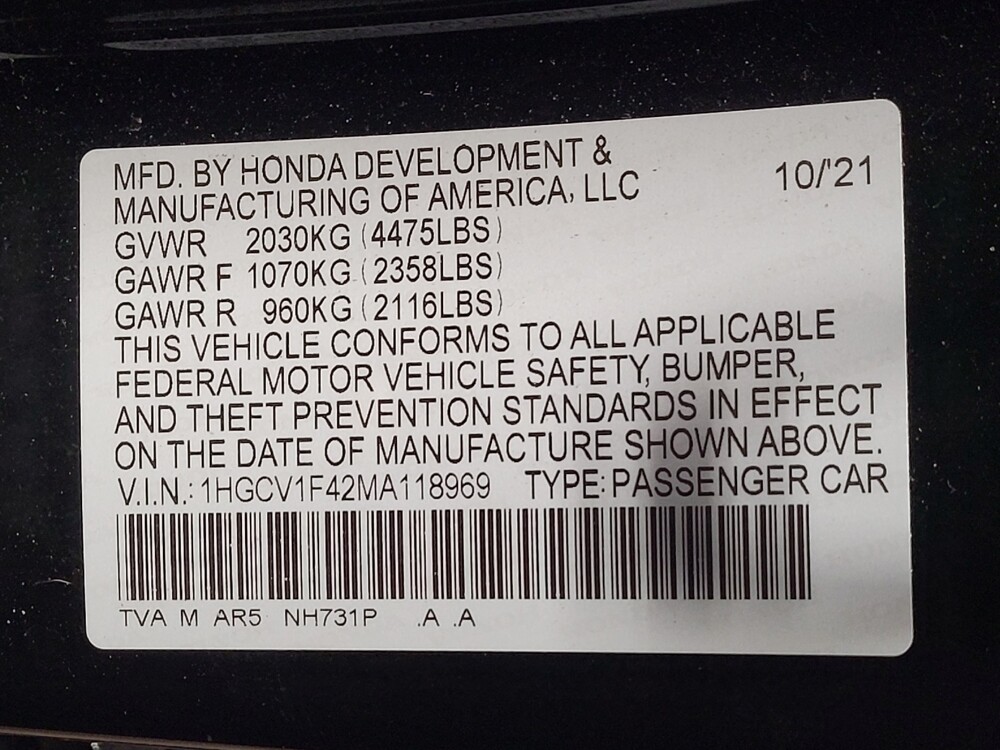 MFD. BY HONDA DEVELOPMENT &
MANUFACTURING OF AMERICA, LLC
10/'21
GVWR 2030KG (4475LBS)
GAWR F 1070KG (2358LBS)
GAWR R 960KG (2116LBS)
THIS VEHICLE CONFORMS TO ALL APPLICABLE
FEDERAL MOTOR VEHICLE SAFETY, BUMPER,
AND THEFT PREVENTION STANDARDS IN EFFECT
ON THE DATE OF MANUFACTURE SHOWN ABOVE.
V.I.N.: 1HGCV1F42MA118969 TYPE: PASSENGER CAR
TVA M AR5 NH731P .A .A